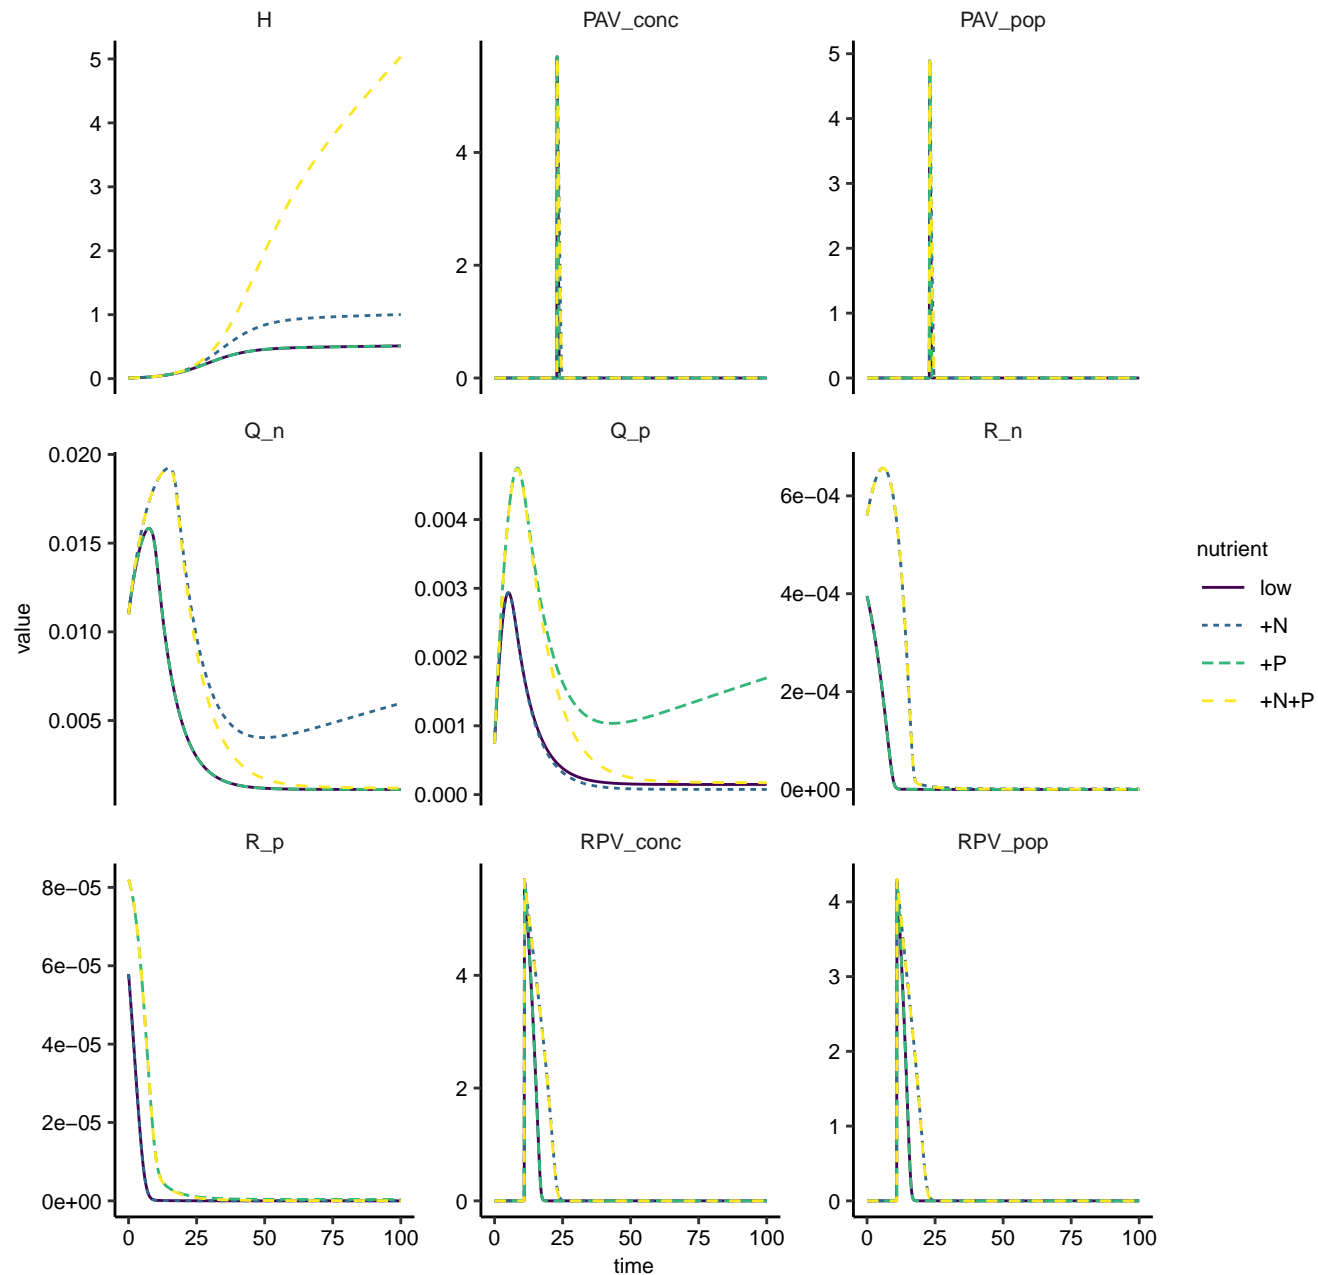 H
PAV_conc
PAV_pop
5
4
3
2
1
0
4
2
0
5
4
3
2
1
0
Q_n
Q_p
R_n
0.020
0.015
0.010
0.005
0.004
0.003
0.002
0.001
0.000
6e−04
4e−04
2e−04
0e+00
value
nutrient
low
+N
+P
+N+P
R_p
RPV_conc
RPV_pop
8e−05
6e−05
4e−05
2e−05
0e+00
4
2
0
4
3
2
1
0
0 25 50 75 100
0 25 50 75 100
0 25 50 75 100
time